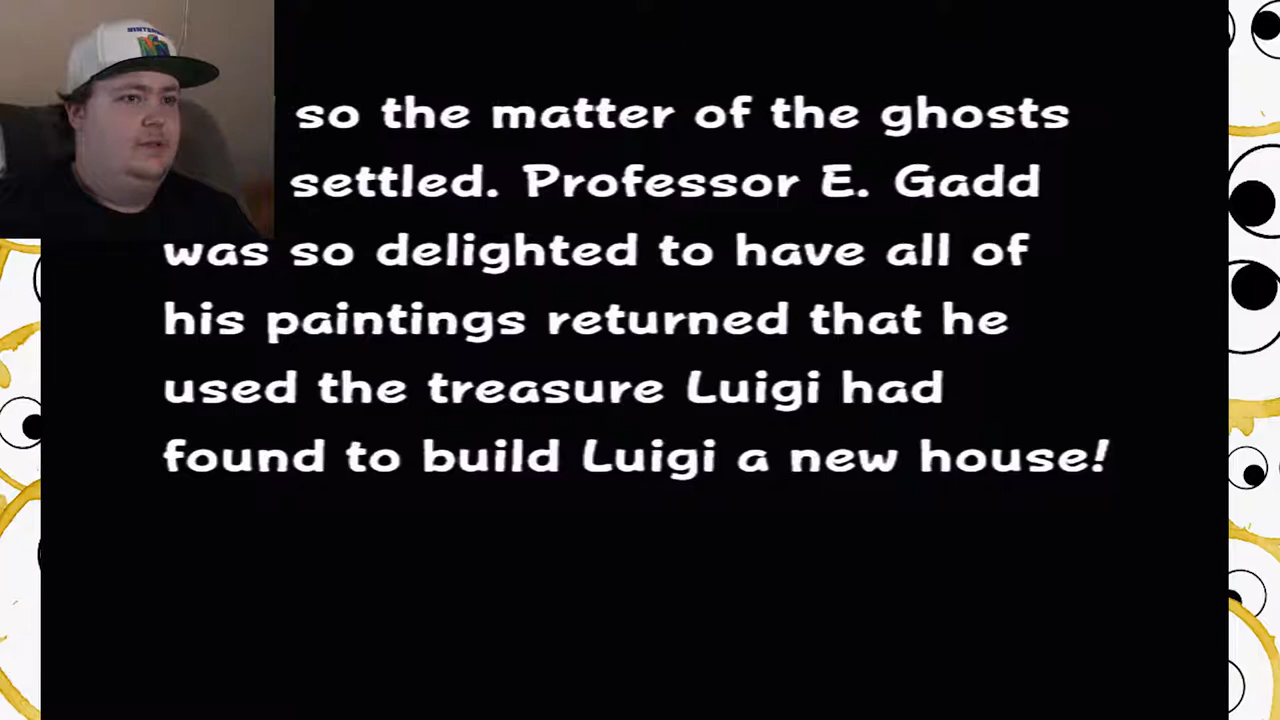 NINTENDO
so the matter of the ghosts
settled. Professor E. Gadd
was so delighted to have all of
his paintings returned that he
used the treasure Luigi had
found to build Luigi a new house!